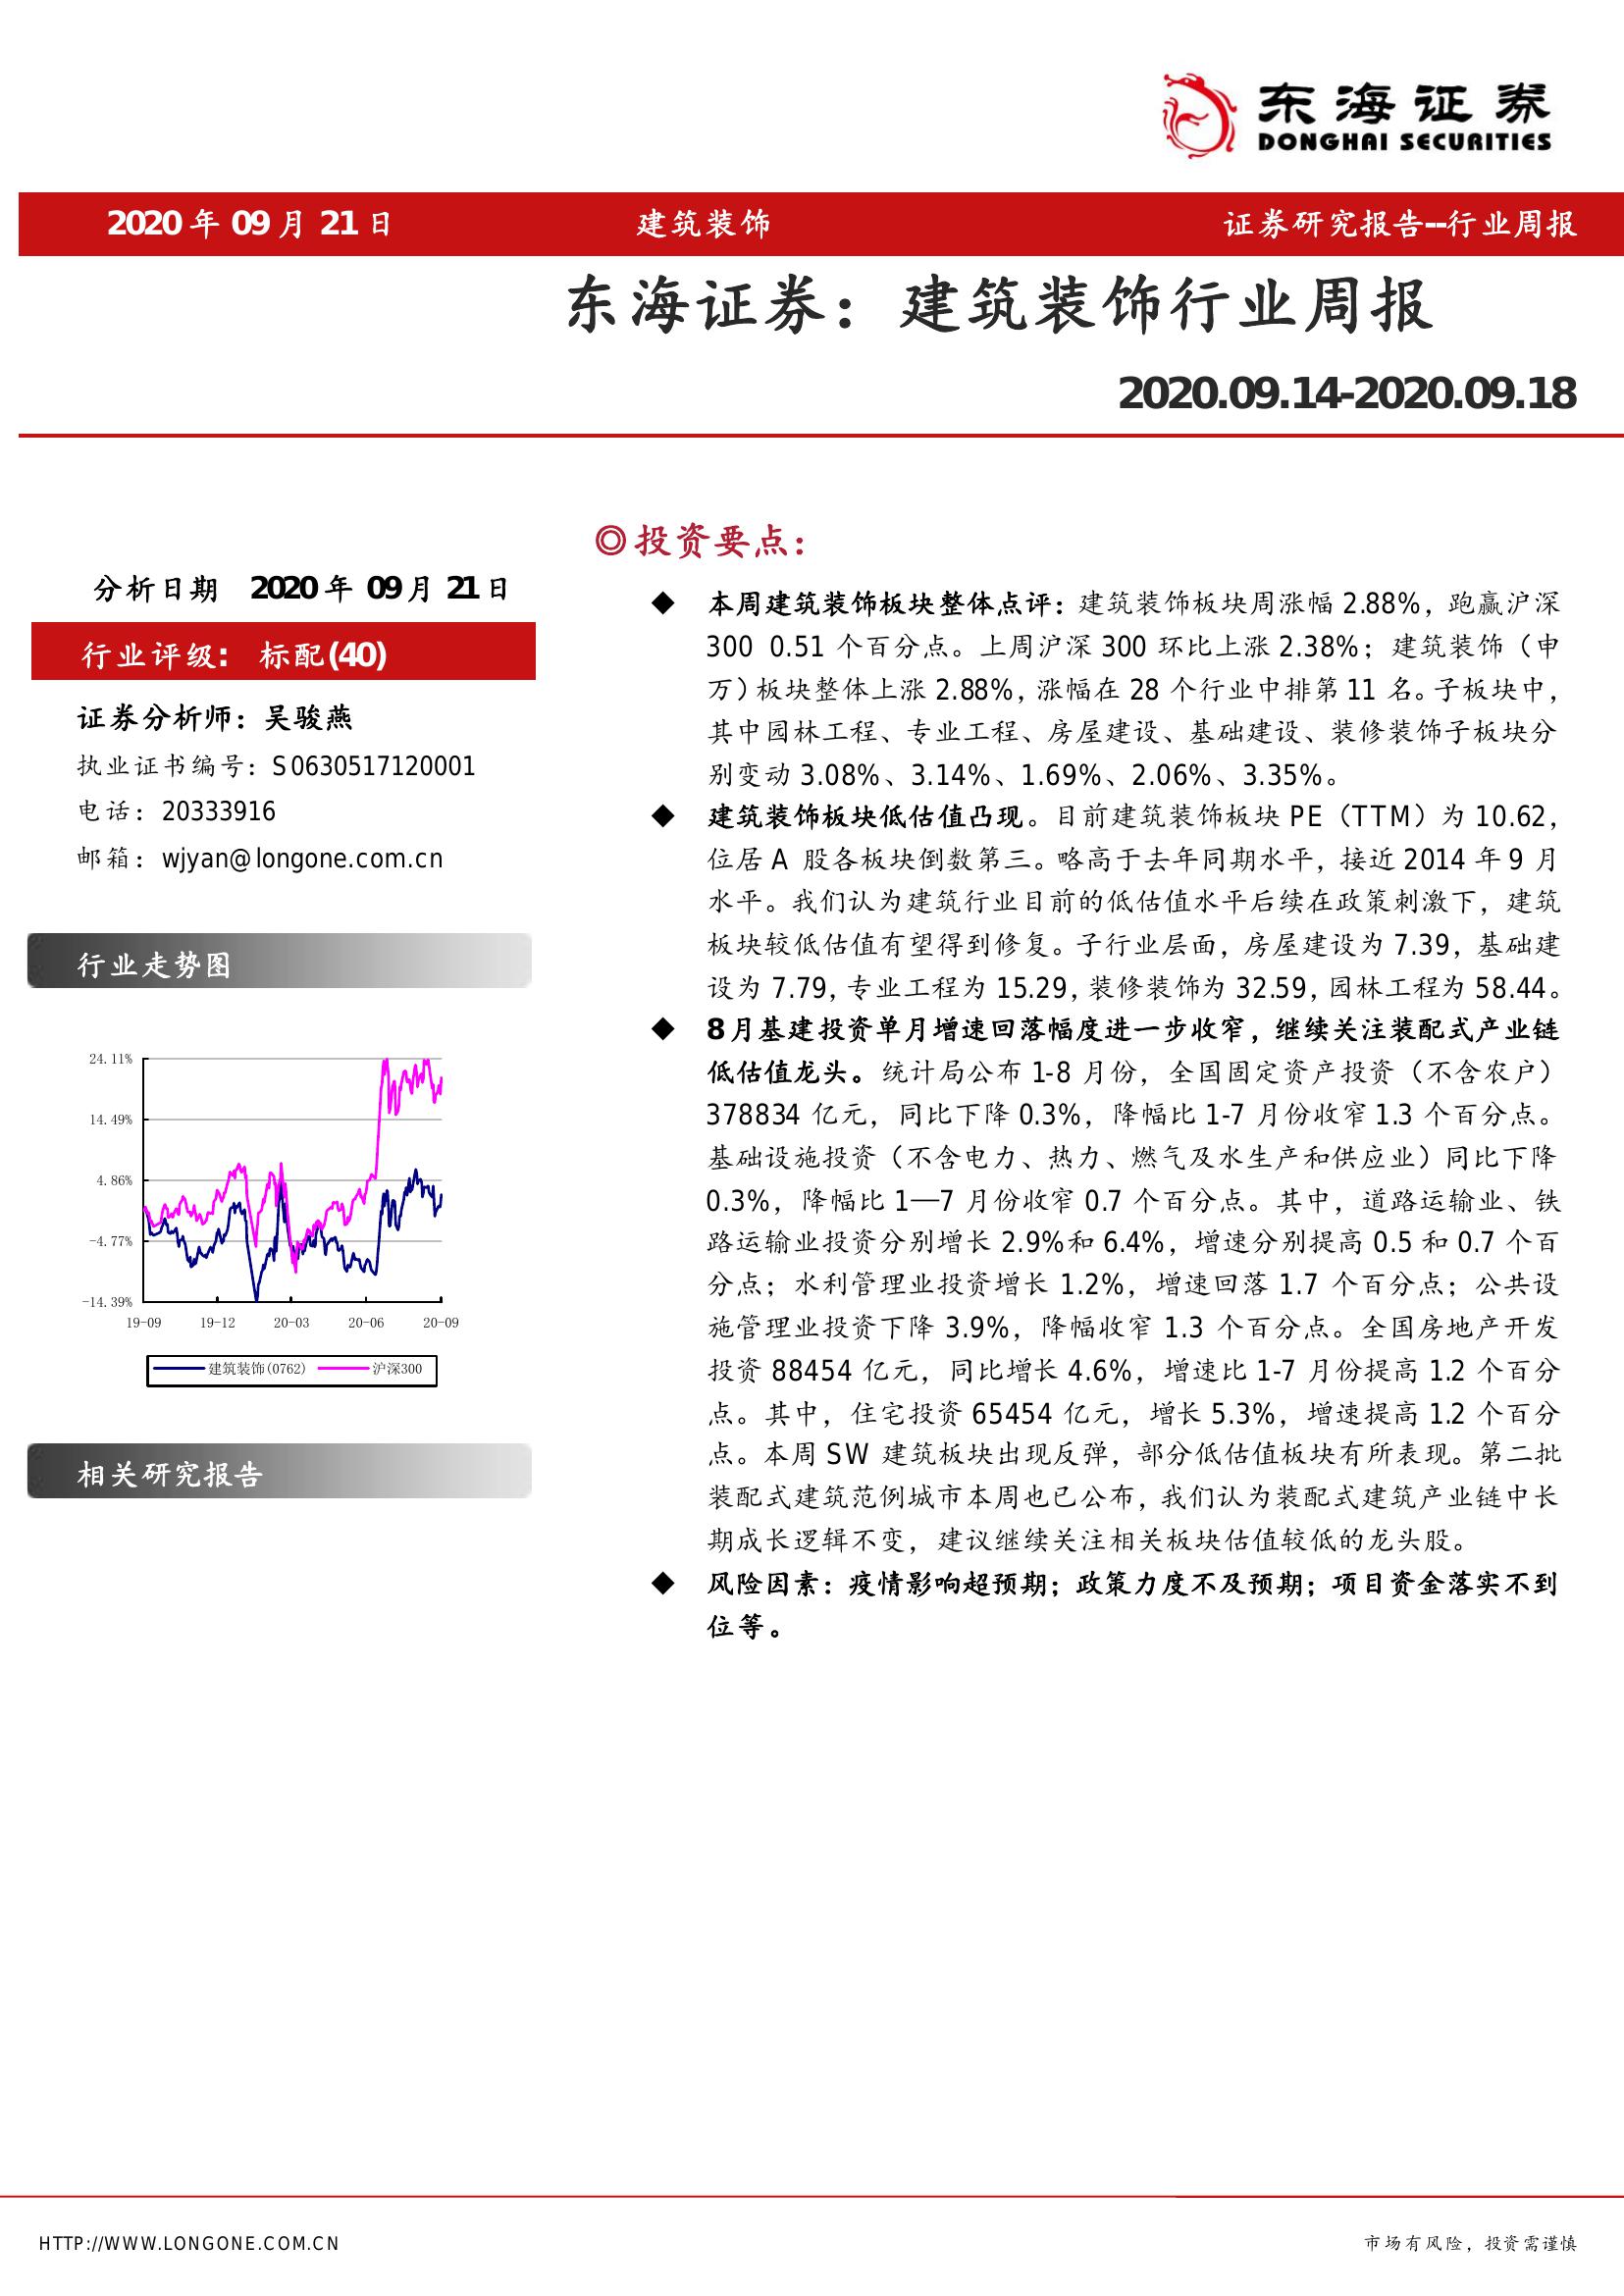 东海证券
DONGHAI SECURITIES
2020 年 09 月 21 日 建筑装饰 证券研究报告--行业周报
东海证券：建筑装饰行业周报
2020.09.14-2020.09.18
分析日期 2020 年 09 月 21 日
行业评级： 标配(40)
证券分析师：吴骏燕
执业证书编号：S0630517120001
电话：20333916
邮箱：wjyan@longone.com.cn
行业走势图
24.11%
14.49%
4.86%
-4.77%
-14.39%
19-09 19-12 20-03 20-06 20-09
建筑装饰(0762) 沪深300
相关研究报告
◎投资要点：
◆ 本周建筑装饰板块整体点评：建筑装饰板块周涨幅 2.88%，跑赢沪深
300 0.51 个百分点。上周沪深 300 环比上涨 2.38%；建筑装饰（申
万）板块整体上涨 2.88%，涨幅在 28 个行业中排第 11 名。子板块中，
其中园林工程、专业工程、房屋建设、基础建设、装修装饰子板块分
别变动 3.08%、3.14%、1.69%、2.06%、3.35%。
◆ 建筑装饰板块低估值凸现。目前建筑装饰板块 PE（TTM）为 10.62，
位居 A 股各板块倒数第三。略高于去年同期水平，接近 2014 年 9 月
水平。我们认为建筑行业目前的低估值水平后续在政策刺激下，建筑
板块较低估值有望得到修复。子行业层面，房屋建设为 7.39，基础建
设为 7.79，专业工程为 15.29，装修装饰为 32.59，园林工程为 58.44。
◆ 8 月基建投资单月增速回落幅度进一步收窄，继续关注装配式产业链
低估值龙头。统计局公布 1-8 月份，全国固定资产投资（不含农户）
378834 亿元，同比下降 0.3%，降幅比 1-7 月份收窄 1.3 个百分点。
基础设施投资（不含电力、热力、燃气及水生产和供应业）同比下降
0.3%，降幅比 1—7 月份收窄 0.7 个百分点。其中，道路运输业、铁
路运输业投资分别增长 2.9%和 6.4%，增速分别提高 0.5 和 0.7 个百
分点；水利管理业投资增长 1.2%，增速回落 1.7 个百分点；公共设
施管理业投资下降 3.9%，降幅收窄 1.3 个百分点。全国房地产开发
投资 88454 亿元，同比增长 4.6%，增速比 1-7 月份提高 1.2 个百分
点。其中，住宅投资 65454 亿元，增长 5.3%，增速提高 1.2 个百分
点。本周 SW 建筑板块出现反弹，部分低估值板块有所表现。第二批
装配式建筑范例城市本周也已公布，我们认为装配式建筑产业链中长
期成长逻辑不变，建议继续关注相关板块估值较低的龙头股。
◆ 风险因素：疫情影响超预期；政策力度不及预期；项目资金落实不到
位等。
HTTP://WWW.LONGONE.COM.CN 市场有风险，投资需谨慎